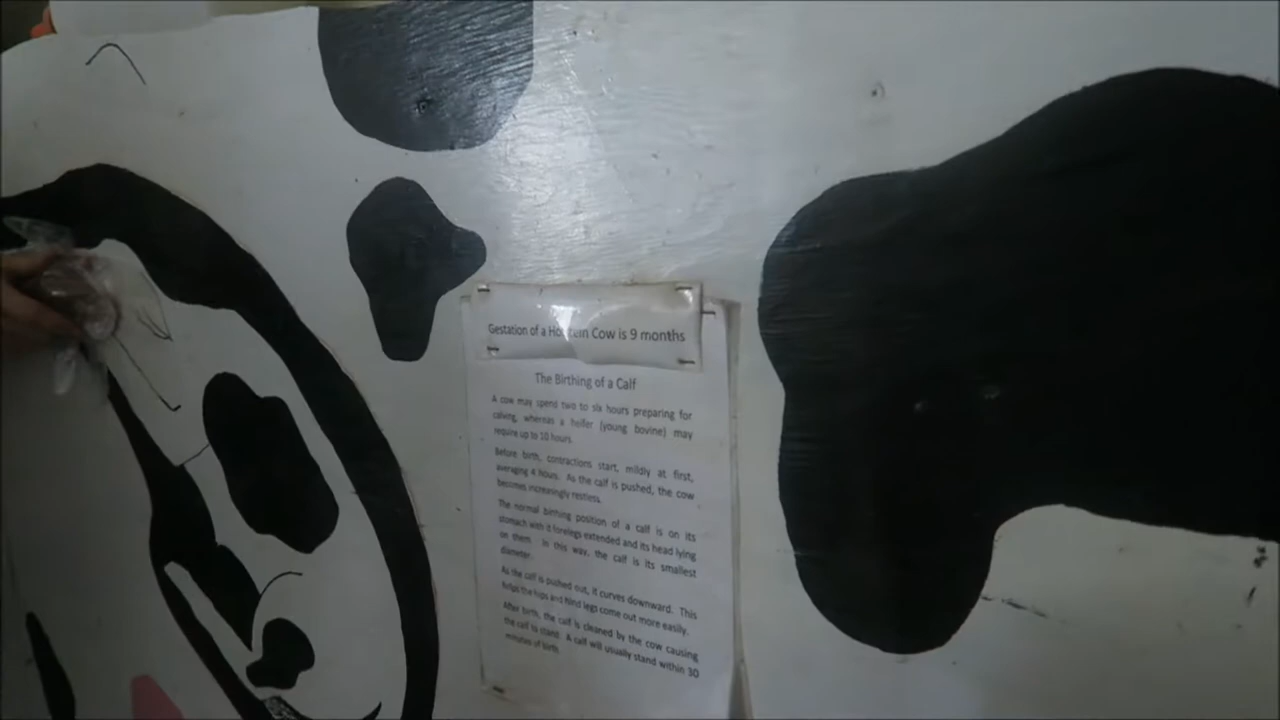 Gestation of a Holstein Cow is 9 months
The Birthing of a Calf
A cow may spend two to six hours preparing for
calving, whereas a heifer (young bovine) may
require up to 10 hours.
Before birth, contractions start, mildly at first,
averaging 4 hours. As the calf is pushed, the cow
becomes increasingly restless.
The normal birthing position of a calf is on its
stomach with it forelegs extended and its head lying
on them. In this way, the calf is its smallest
diameter.
As the calf is pushed out, it curves downward. This
helps the hips and hind legs come out more easily.
After birth, the calf is cleaned by the cow causing
the calf to stand. A calf will usually stand within 30
minutes of birth.